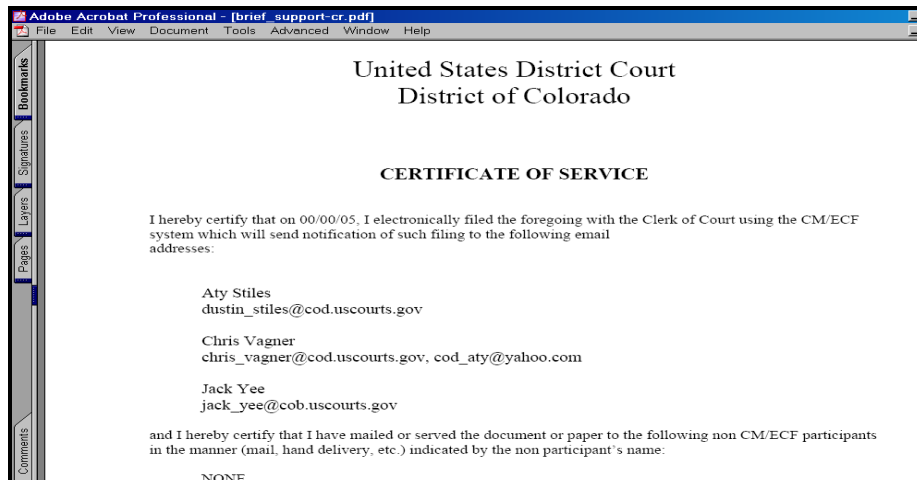 Adobe Acrobat Professional - [brief_support-cr.pdf]
File Edit View Document Tools Advanced Window Help
Bookmarks
Signatures
Layers
Pages
Comments
United States District Court
District of Colorado
CERTIFICATE OF SERVICE
I hereby certify that on 00/00/05, I electronically filed the foregoing with the Clerk of Court using the CM/ECF
system which will send notification of such filing to the following email
addresses:
Aty Stiles
dustin_stiles@cod.uscourts.gov
Chris Vagner
chris_vagner@cod.uscourts.gov, cod_aty@yahoo.com
Jack Yee
jack_yee@cob.uscourts.gov
and I hereby certify that I have mailed or served the document or paper to the following non CM/ECF participants
in the manner (mail, hand delivery, etc.) indicated by the non participant's name:
NONE